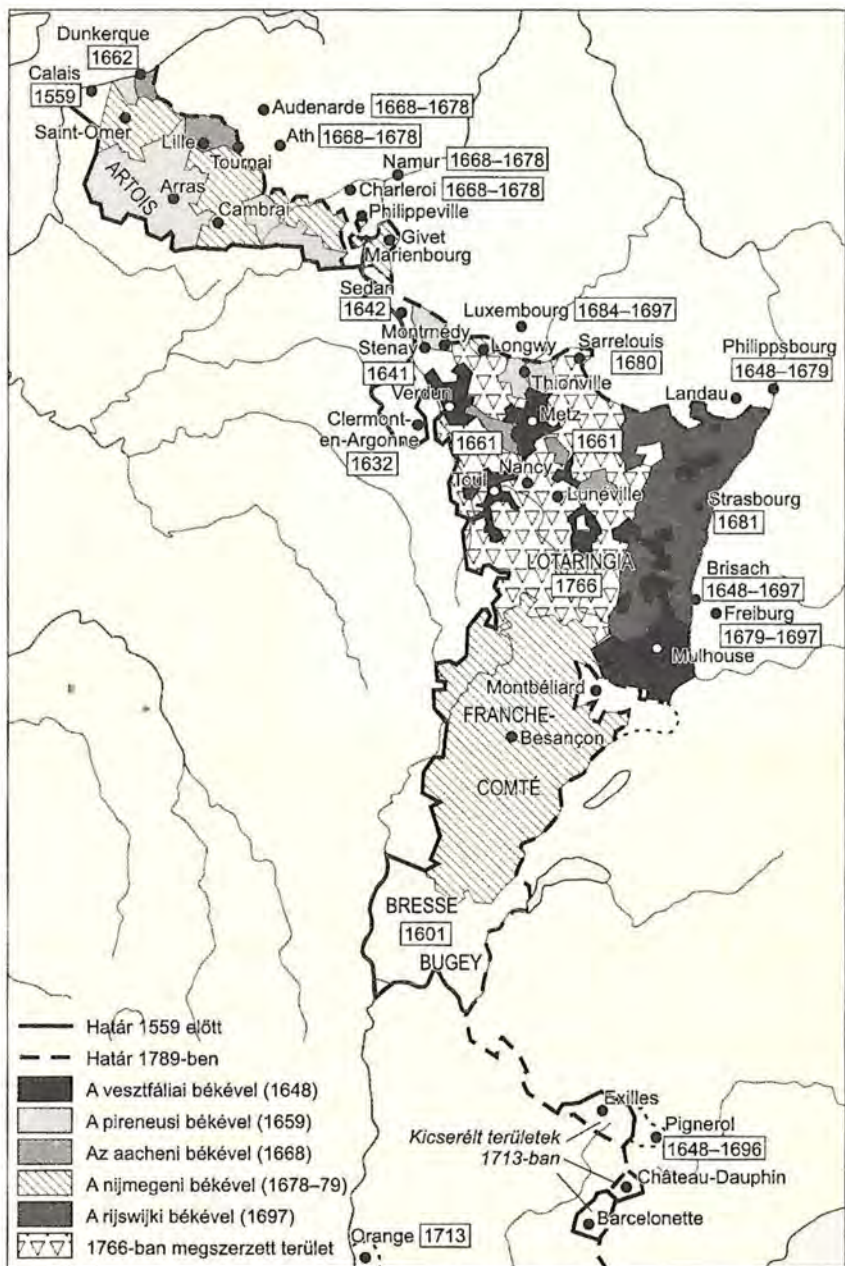 Dunkerque
1662
Calais
1559
Saint-Omer
Lille
Tournai
Audenarde 1668–1678
Ath 1668–1678
Namur 1668–1678
Charleroi 1668–1678
ARTOIS
Arras
Cambrai
Philippeville
Givet
Marienbourg
Sedan
1642
Luxembourg 1684–1697
Montmédy
Longwy
Sarrelouis
1680
Philippsbourg
1648–1679
Stenay
1641
Thionville
Landau
Verdun
Metz
Clermont-
en-Argonne
1632
1661
1661
Nancy
Toul
Lunéville
Strasbourg
1681
LOTARINGIA
1766
Brisach
1648–1697
Freiburg
1679–1697
Mulhouse
Montbéliard
FRANCHE-
Besançon
COMTÉ
BRESSE
1601
BUGEY
Határ 1559 előtt
Határ 1789-ben
A vesztfáliai békével (1648)
A pireneusi békével (1659)
Az aacheni békével (1668)
A nijmegeni békével (1678–79)
A rijswijki békével (1697)
1766-ban megszerzett terület
Exilles
Kicserélt területek
1713-ban
Pignerol
1648–1696
Château-Dauphin
Barcelonette
Orange 1713